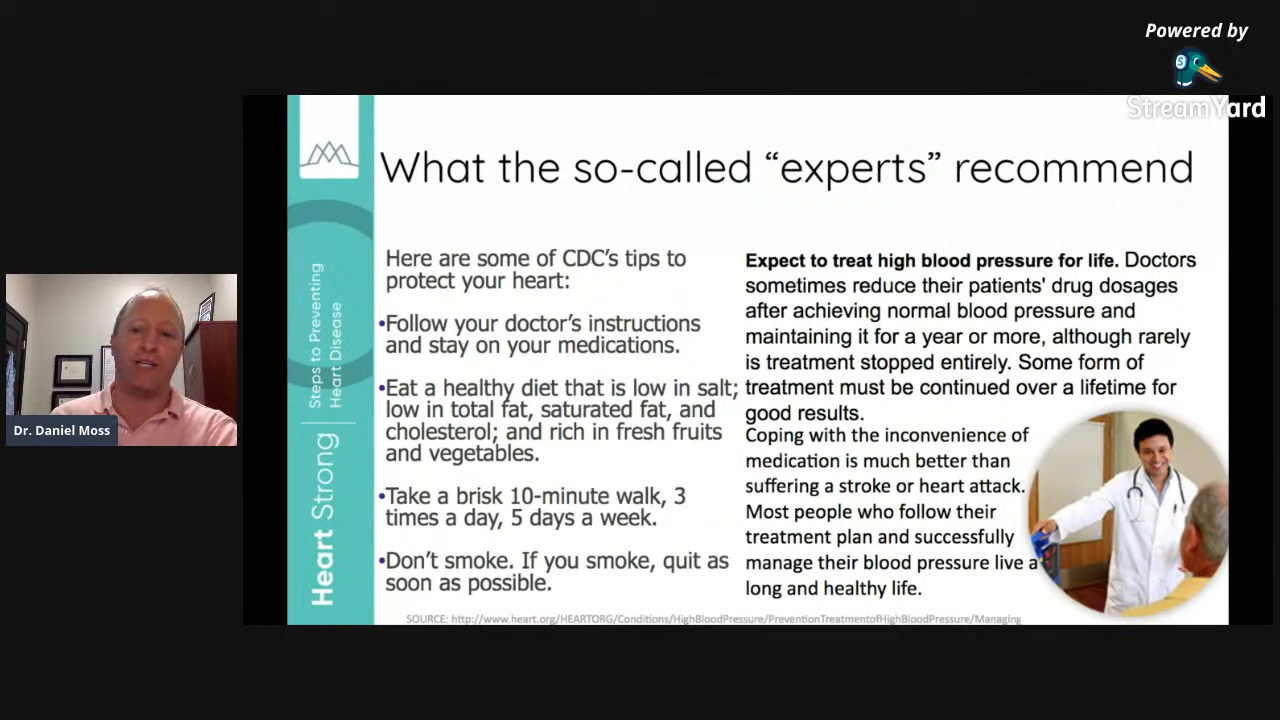 Powered by
StreamYard
What the so-called “experts” recommend
Here are some of CDC’s tips to
protect your heart:
•Follow your doctor’s instructions
and stay on your medications.
•Eat a healthy diet that is low in salt;
low in total fat, saturated fat, and
cholesterol; and rich in fresh fruits
and vegetables.
•Take a brisk 10-minute walk, 3
times a day, 5 days a week.
•Don’t smoke. If you smoke, quit as
soon as possible.
Expect to treat high blood pressure for life. Doctors
sometimes reduce their patients' drug dosages
after achieving normal blood pressure and
maintaining it for a year or more, although rarely
is treatment stopped entirely. Some form of
treatment must be continued over a lifetime for
good results.
Coping with the inconvenience of
medication is much better than
suffering a stroke or heart attack.
Most people who follow their
treatment plan and successfully
manage their blood pressure live a
long and healthy life.
SOURCE: http://www.heart.org/HEARTORG/Conditions/HighBloodPressure/PreventionTreatmentofHighBloodPressure/Managing
Heart Strong
Steps to Preventing
Heart Disease
Dr. Daniel Moss